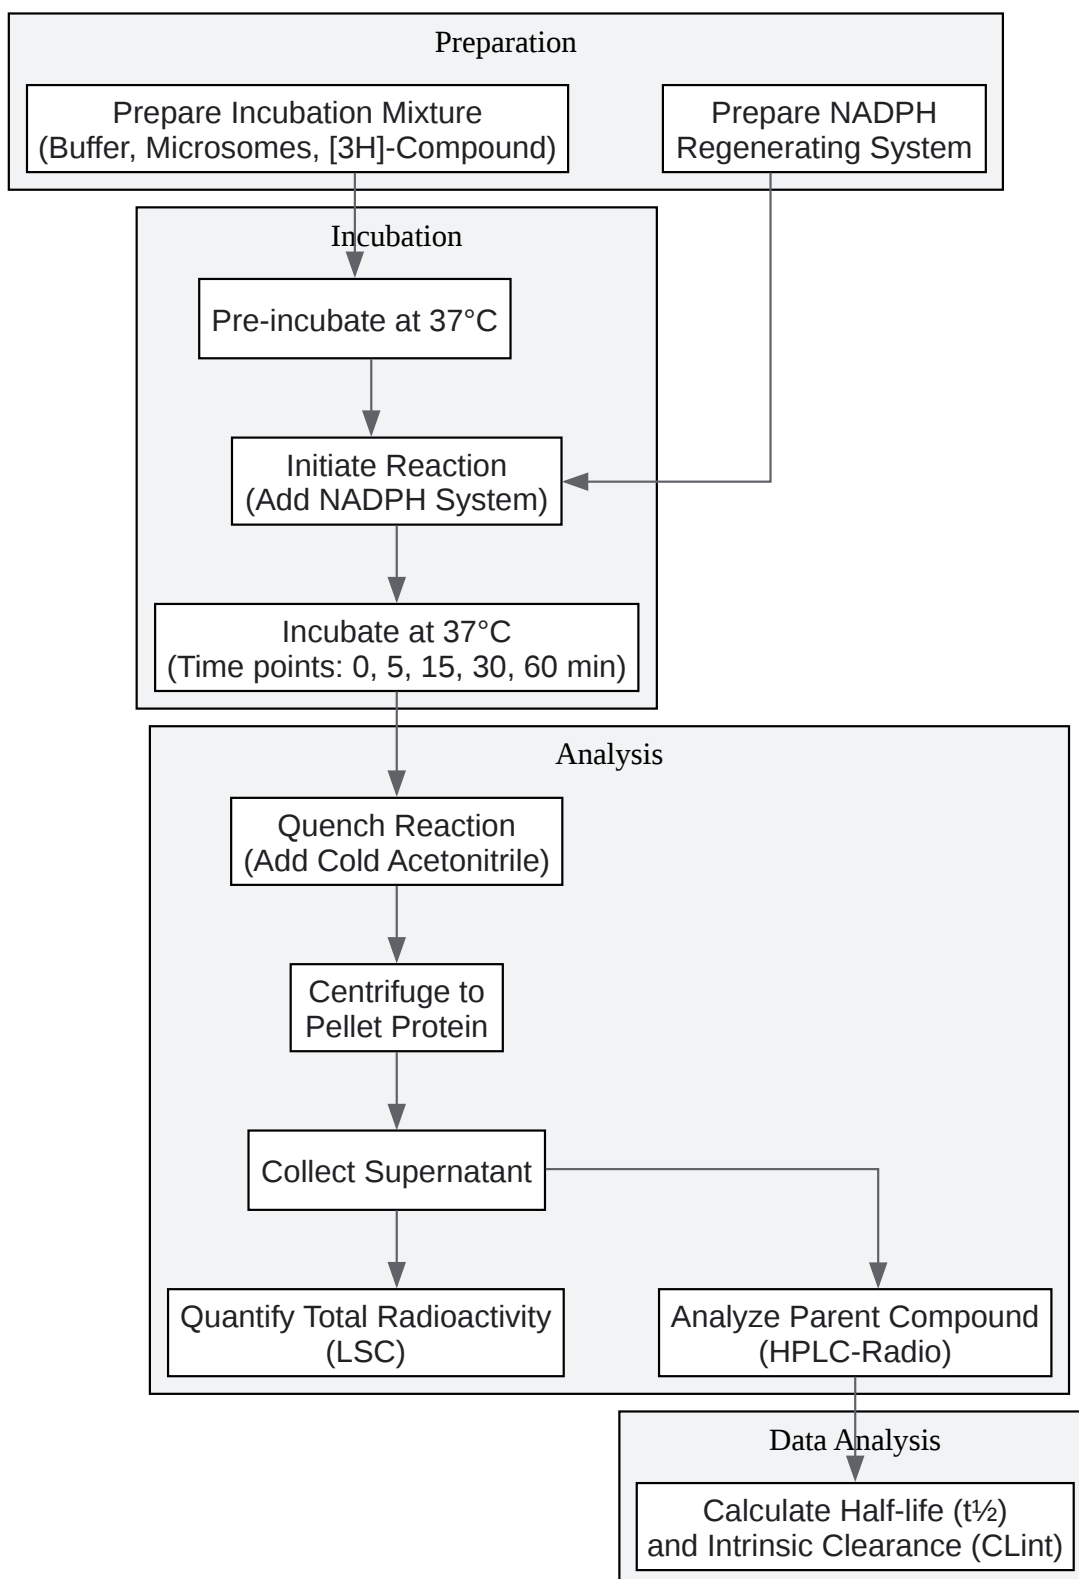 Preparation
Prepare Incubation Mixture
(Buffer, Microsomes, [3H]-Compound)
Prepare NADPH
Regenerating System
Incubation
Pre-incubate at 37°C
Initiate Reaction
(Add NADPH System)
Incubate at 37°C
(Time points: 0, 5, 15, 30, 60 min)
Analysis
Quench Reaction
(Add Cold Acetonitrile)
Centrifuge to
Pellet Protein
Collect Supernatant
Quantify Total Radioactivity
(LSC)
Analyze Parent Compound
(HPLC-Radio)
Data Analysis
Calculate Half-life (t½)
and Intrinsic Clearance (CLint)